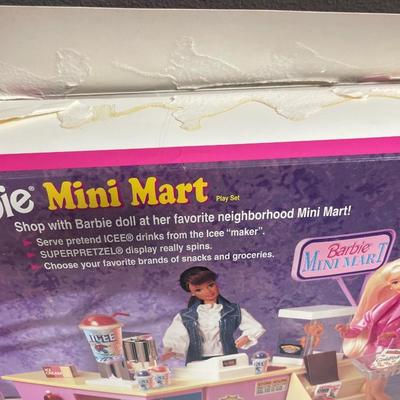 ie® Mini Mart Play Set
Shop with Barbie doll at her favorite neighborhood Mini Mart!
▸ Serve pretend ICEE® drinks from the Icee "maker".
▸ SUPERPRETZEL® display really spins.
▸ Choose your favorite brands of snacks and groceries.
Barbie
MINI MART
ICEE